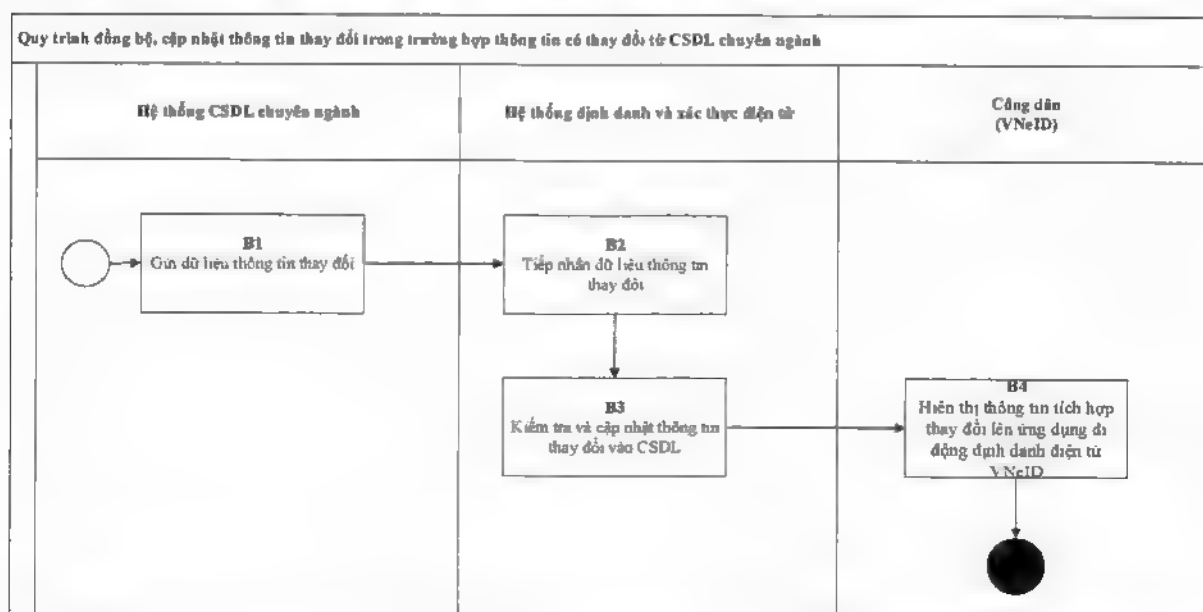 Quy trình đồng bộ, cập nhật thông tin thay đổi trong trường hợp thông tin có thay đổi từ CSDL chuyên ngành
Hệ thống CSDL chuyên ngành
Hệ thống định danh và xác thực điện tử
Công dân
(VNeID)
B1
Gửi dữ liệu thông tin thay đổi
B2
Tiếp nhận dữ liệu thông tin
thay đổi
B3
Kiểm tra và cập nhật thông tin
thay đổi vào CSDL
B4
Hiển thị thông tin tích hợp
thay đổi lên ứng dụng di
động định danh điện tử
VNeID